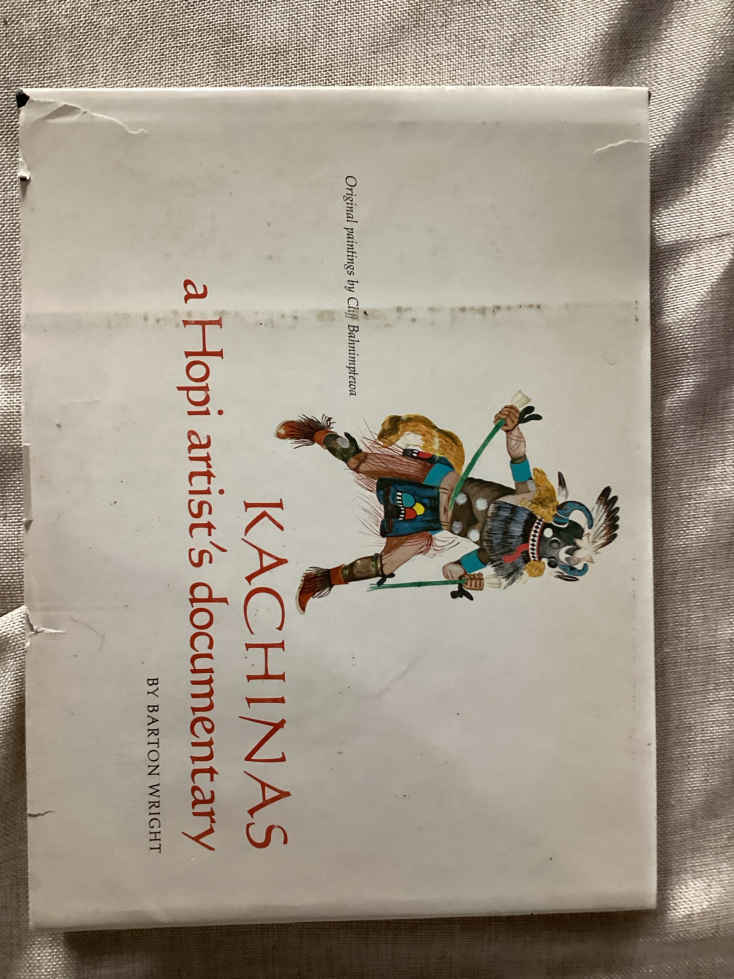 Original paintings by Cliff Bahnimptewa
KACHINAS
a Hopi artist's documentary
BY BARTON WRIGHT